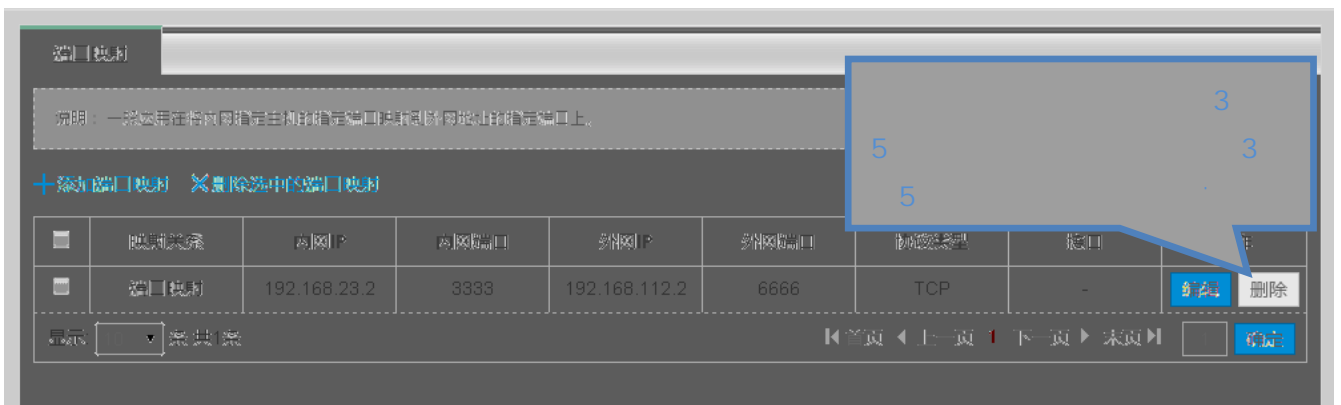 端口映射
说明：一般应用在将内网指定主机的指定端口映射到外网地址的指定端口上。
3
5 3
5 .
添加端口映射 删除选中的端口映射
映射关系 内网IP 内网端口 外网IP 外网端口 协议类型 接口
端口映射 192.168.23.2 3333 192.168.112.2 6666 TCP - 编辑 删除
显示: 10 条 共1条 首页 上一页 1 下一页 末页 1 确定